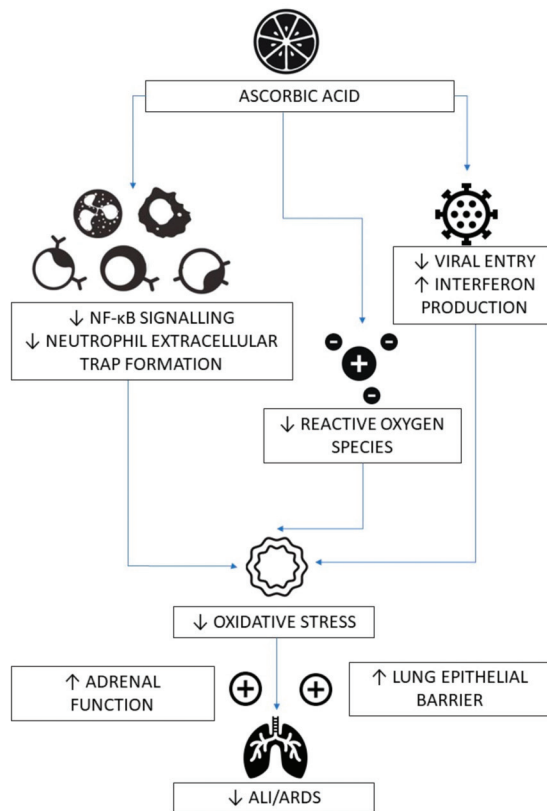 ASCORBIC ACID
↓ NF-κB SIGNALLING
↓ NEUTROPHIL EXTRACELLULAR
TRAP FORMATION
↓ VIRAL ENTRY
↑ INTERFERON
PRODUCTION
↓ REACTIVE OXYGEN
SPECIES
↓ OXIDATIVE STRESS
↑ ADRENAL
FUNCTION
↑ LUNG EPITHELIAL
BARRIER
↓ ALI/ARDS